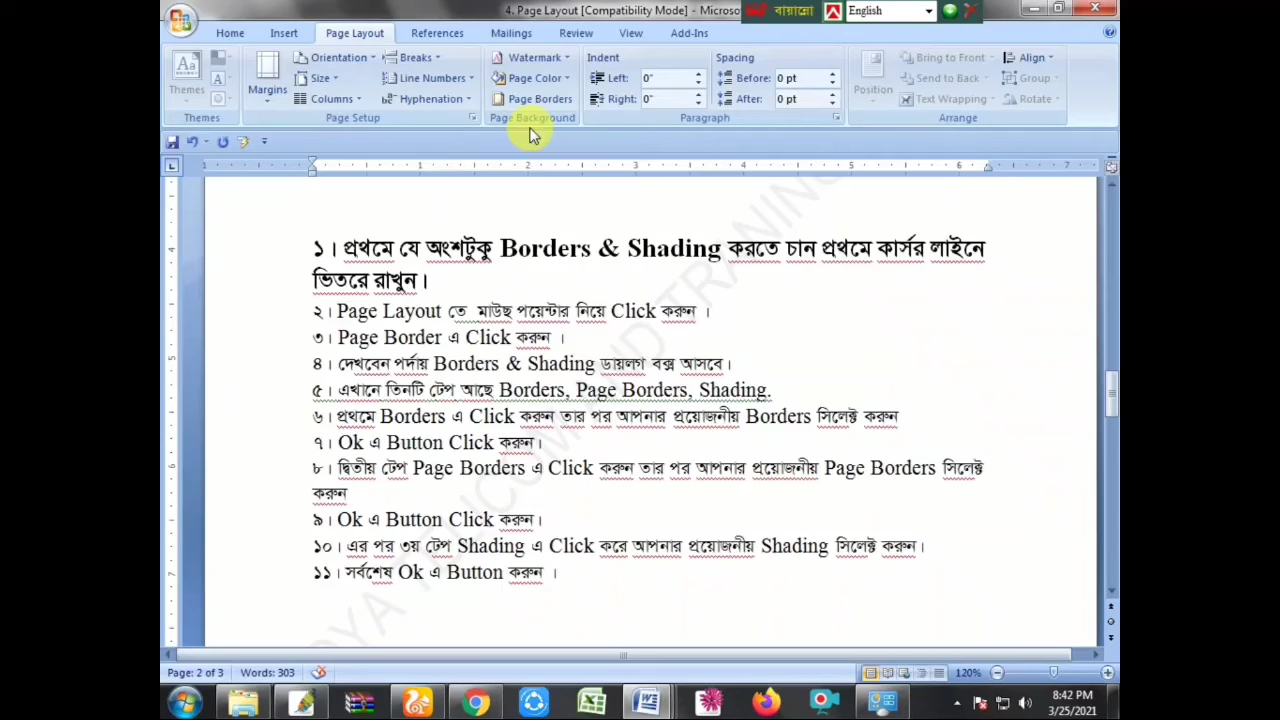 4. Page Layout [Compatibility Mode] - Microso
বায়ান্নো
English
Home Insert Page Layout References Mailings Review View Add-Ins
Orientation Breaks Watermark Indent Spacing Bring to Front Align
Themes Margins Size Line Numbers Page Color Left: 0" Before: 0 pt Position Send to Back Group
Columns Hyphenation Page Borders Right: 0" After: 0 pt Text Wrapping Rotate
Themes Page Setup Page Background Paragraph Arrange
1 1 2 3 4 5 6 7
১। প্রথমে যে অংশটুকু Borders & Shading করতে চান প্রথমে কার্সর লাইনে
ভিতরে রাখুন।
২। Page Layout তে মাউছ পয়েন্টার নিয়ে Click করুন ।
৩। Page Border এ Click করুন ।
৪। দেখবেন পর্দায় Borders & Shading ডায়লগ বক্স আসবে।
৫। এখানে তিনটি টেপ আছে Borders, Page Borders, Shading.
৬। প্রথমে Borders এ Click করুন তার পর আপনার প্রয়োজনীয় Borders সিলেক্ট করুন
৭। Ok এ Button Click করুন।
৮। দ্বিতীয় টেপ Page Borders এ Click করুন তার পর আপনার প্রয়োজনীয় Page Borders সিলেক্ট
করুন
৯। Ok এ Button Click করুন।
১০। এর পর ৩য় টেপ Shading এ Click করে আপনার প্রয়োজনীয় Shading সিলেক্ট করুন।
১১। সর্বশেষ Ok এ Button করুন ।
Page: 2 of 3 Words: 303 120%
8:42 PM
3/25/2021